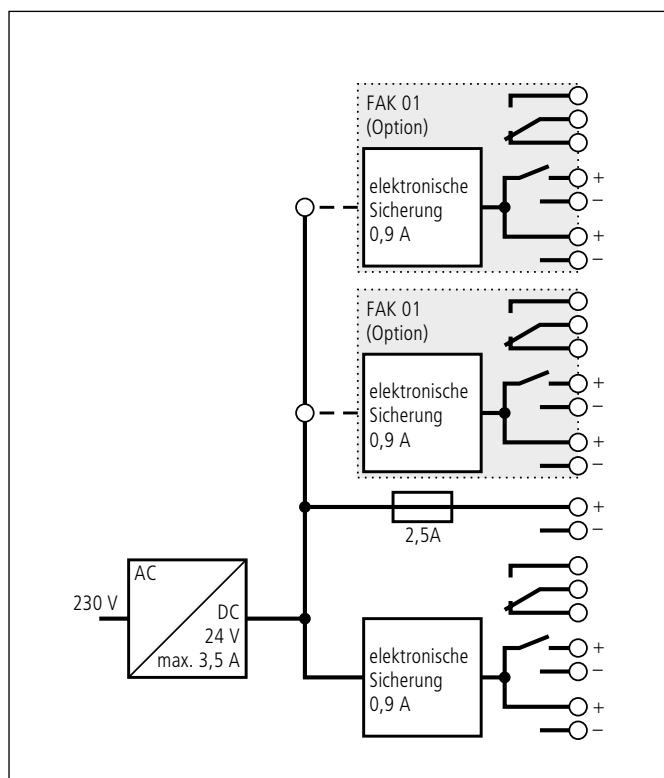 FAK 01
(Option)
elektronische
Sicherung
0,9 A
+
–
+
–
FAK 01
(Option)
elektronische
Sicherung
0,9 A
+
–
+
–
2,5A
+
–
230 V
AC
DC
24 V
max. 3,5 A
elektronische
Sicherung
0,9 A
+
–
+
–